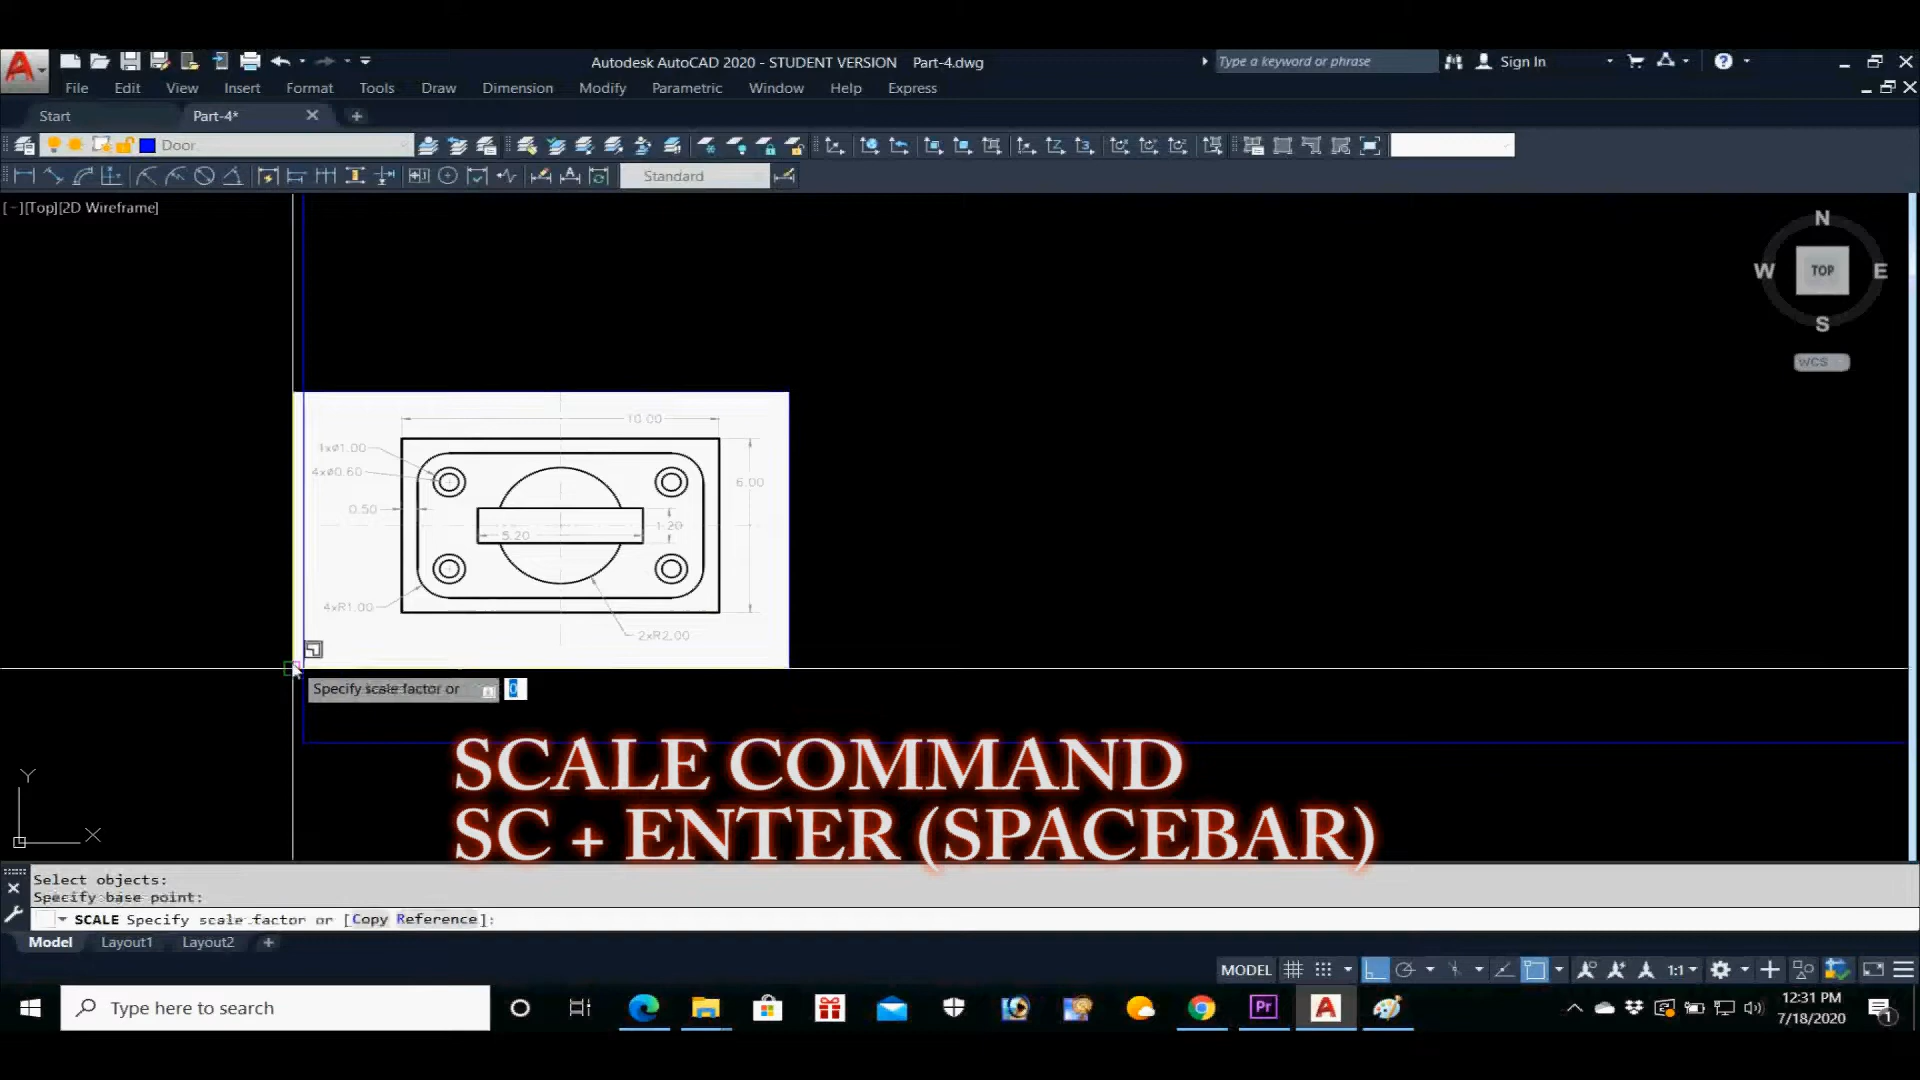 Autodesk AutoCAD 2020 - STUDENT VERSION Part-4.dwg
Type a keyword or phrase
Sign In
File Edit View Insert Format Tools Draw Dimension Modify Parametric Window Help Express
Start Part-4*
Door
Standard
[-][Top][2D Wireframe]
N
W TOP E
S
WCS
10.00
1xø1.00
4xø0.60
6.00
0.50
1.20
5.20
4xR1.00
2xR2.00
Specify scale factor or 0
SCALE COMMAND
SC + ENTER (SPACEBAR)
Y
X
Select objects:
Specify base point:
SCALE Specify scale factor or [Copy Reference]:
Model Layout1 Layout2
MODEL 1:1
Type here to search
Pr
12:31 PM
7/18/2020
1